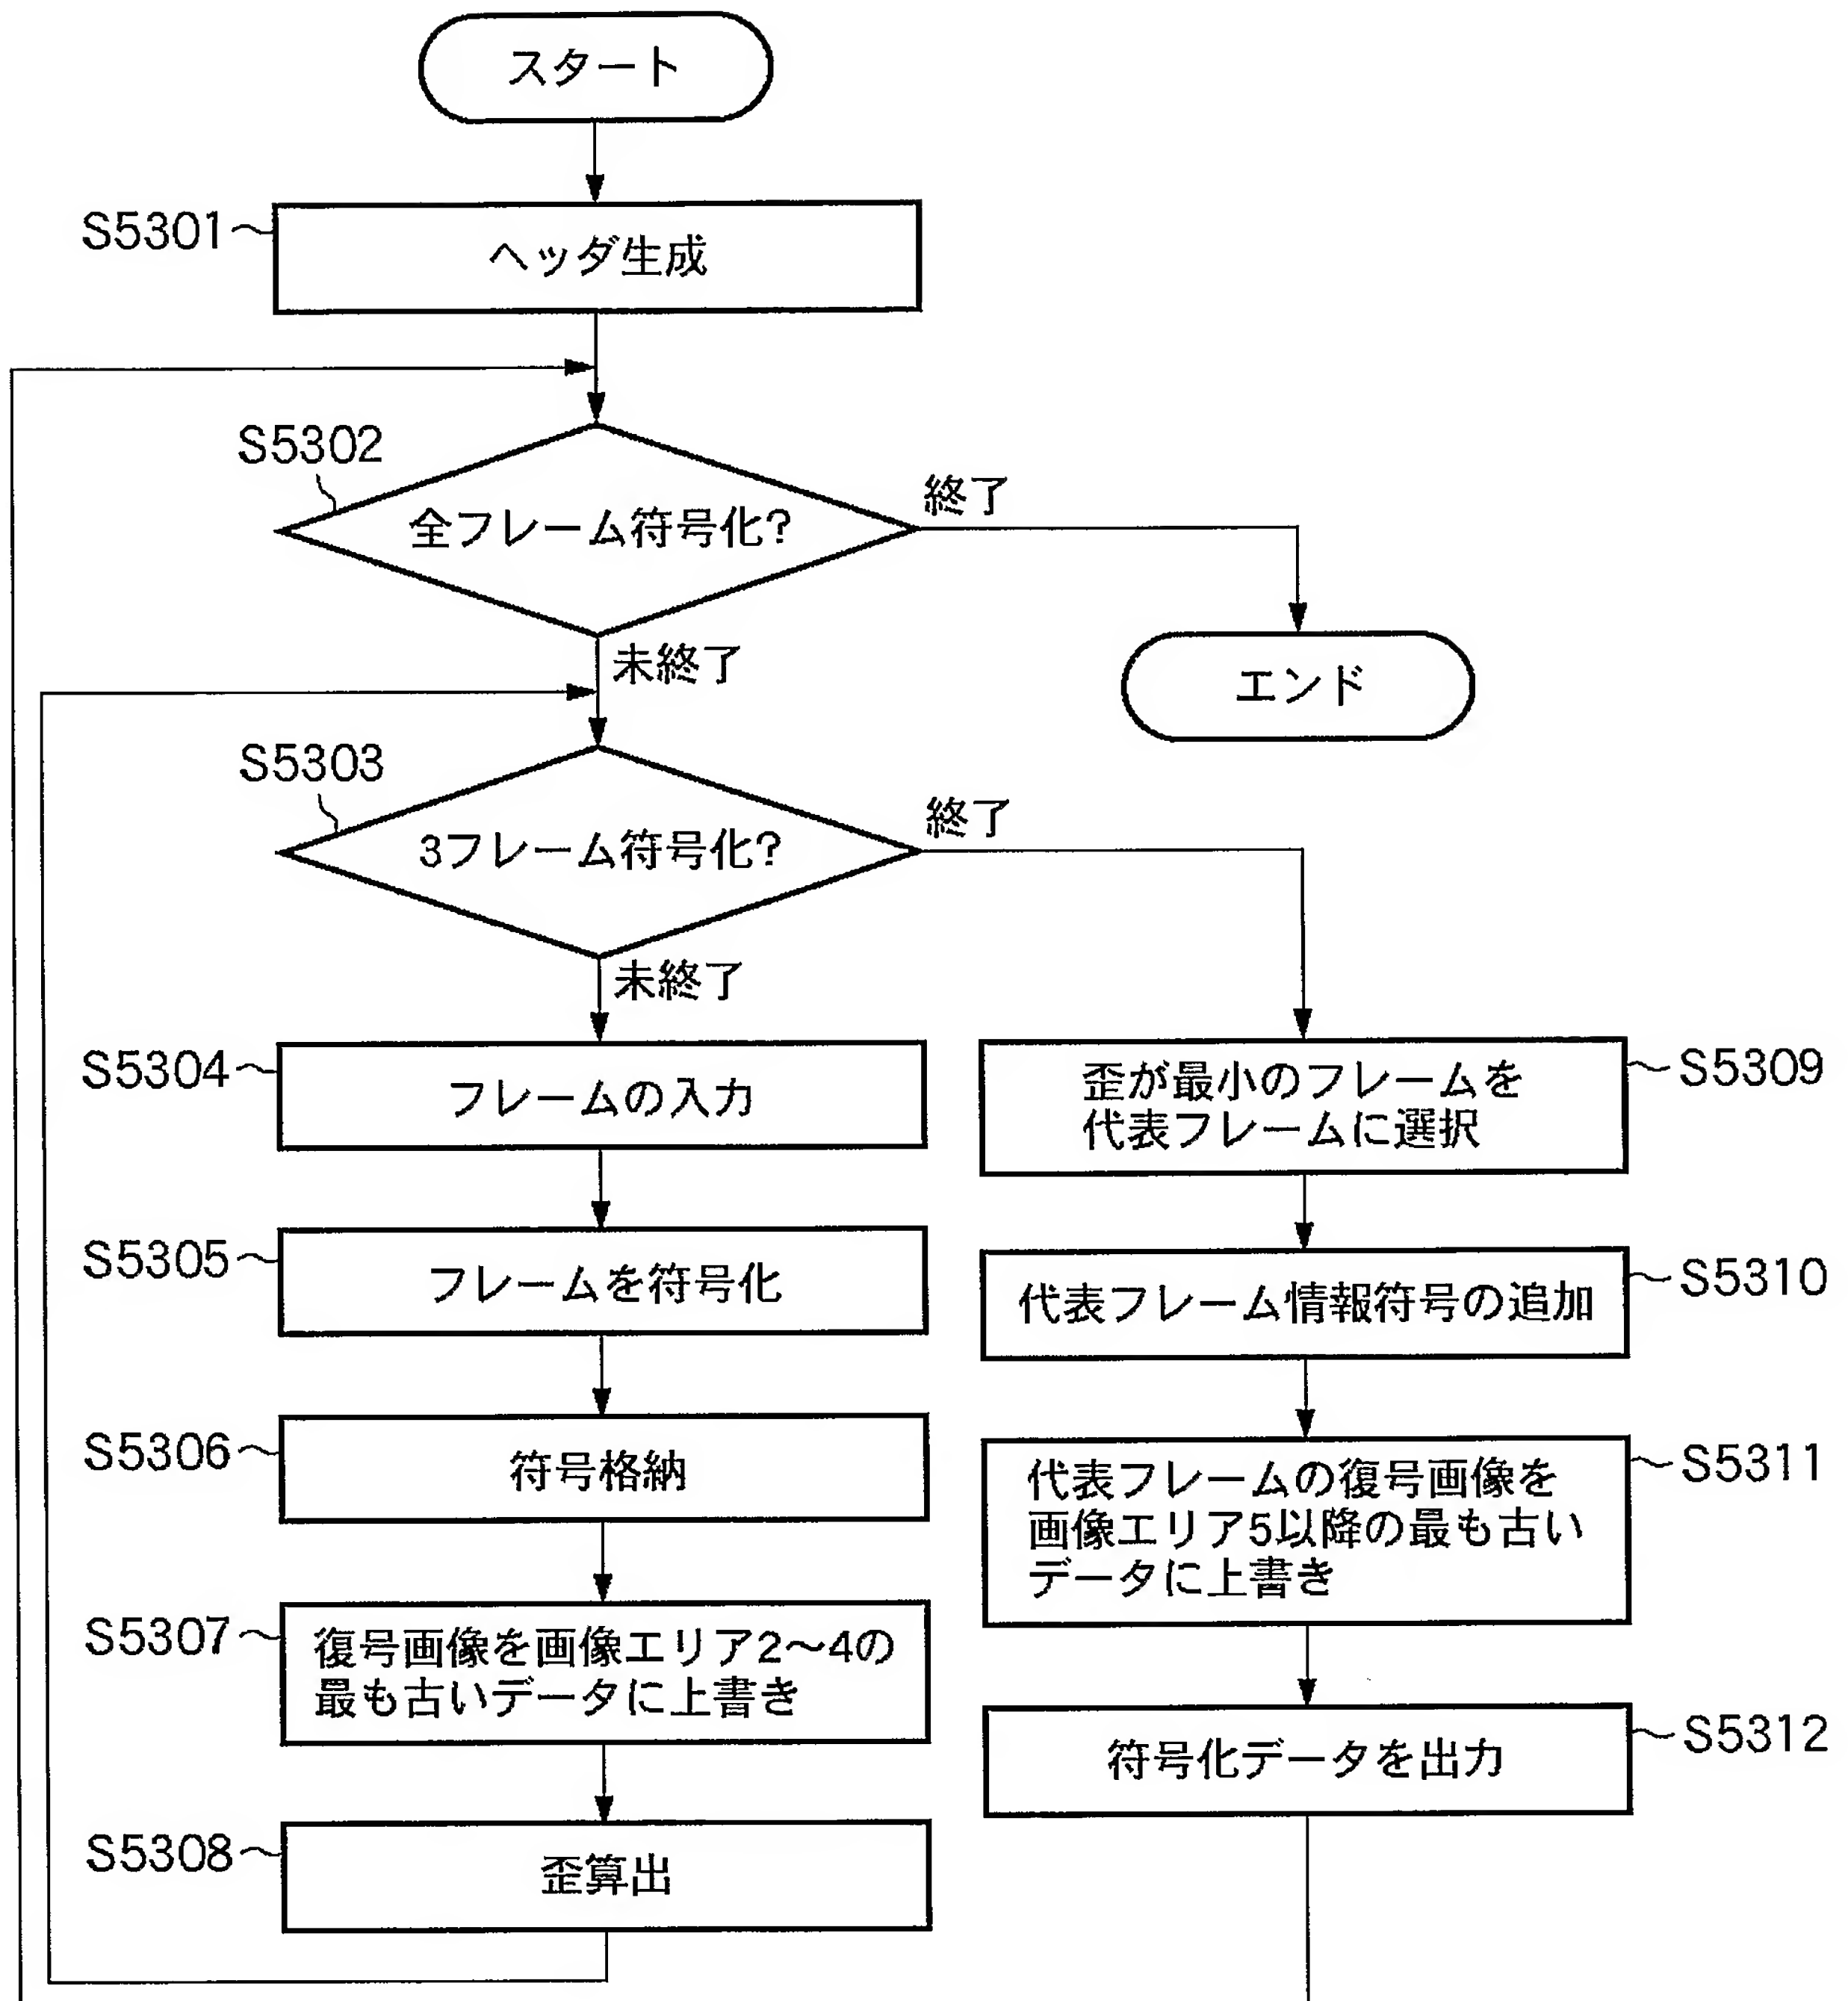 スタート
S5301
ヘッダ生成
S5302
全フレーム符号化?
終了
未終了
エンド
S5303
3フレーム符号化?
終了
未終了
S5304
フレームの入力
S5305
フレームを符号化
S5306
符号格納
S5307
復号画像を画像エリア2〜4の
最も古いデータに上書き
S5308
歪算出
歪が最小のフレームを
代表フレームに選択
S5309
代表フレーム情報符号の追加
S5310
代表フレームの復号画像を
画像エリア5以降の最も古い
データに上書き
S5311
符号化データを出力
S5312